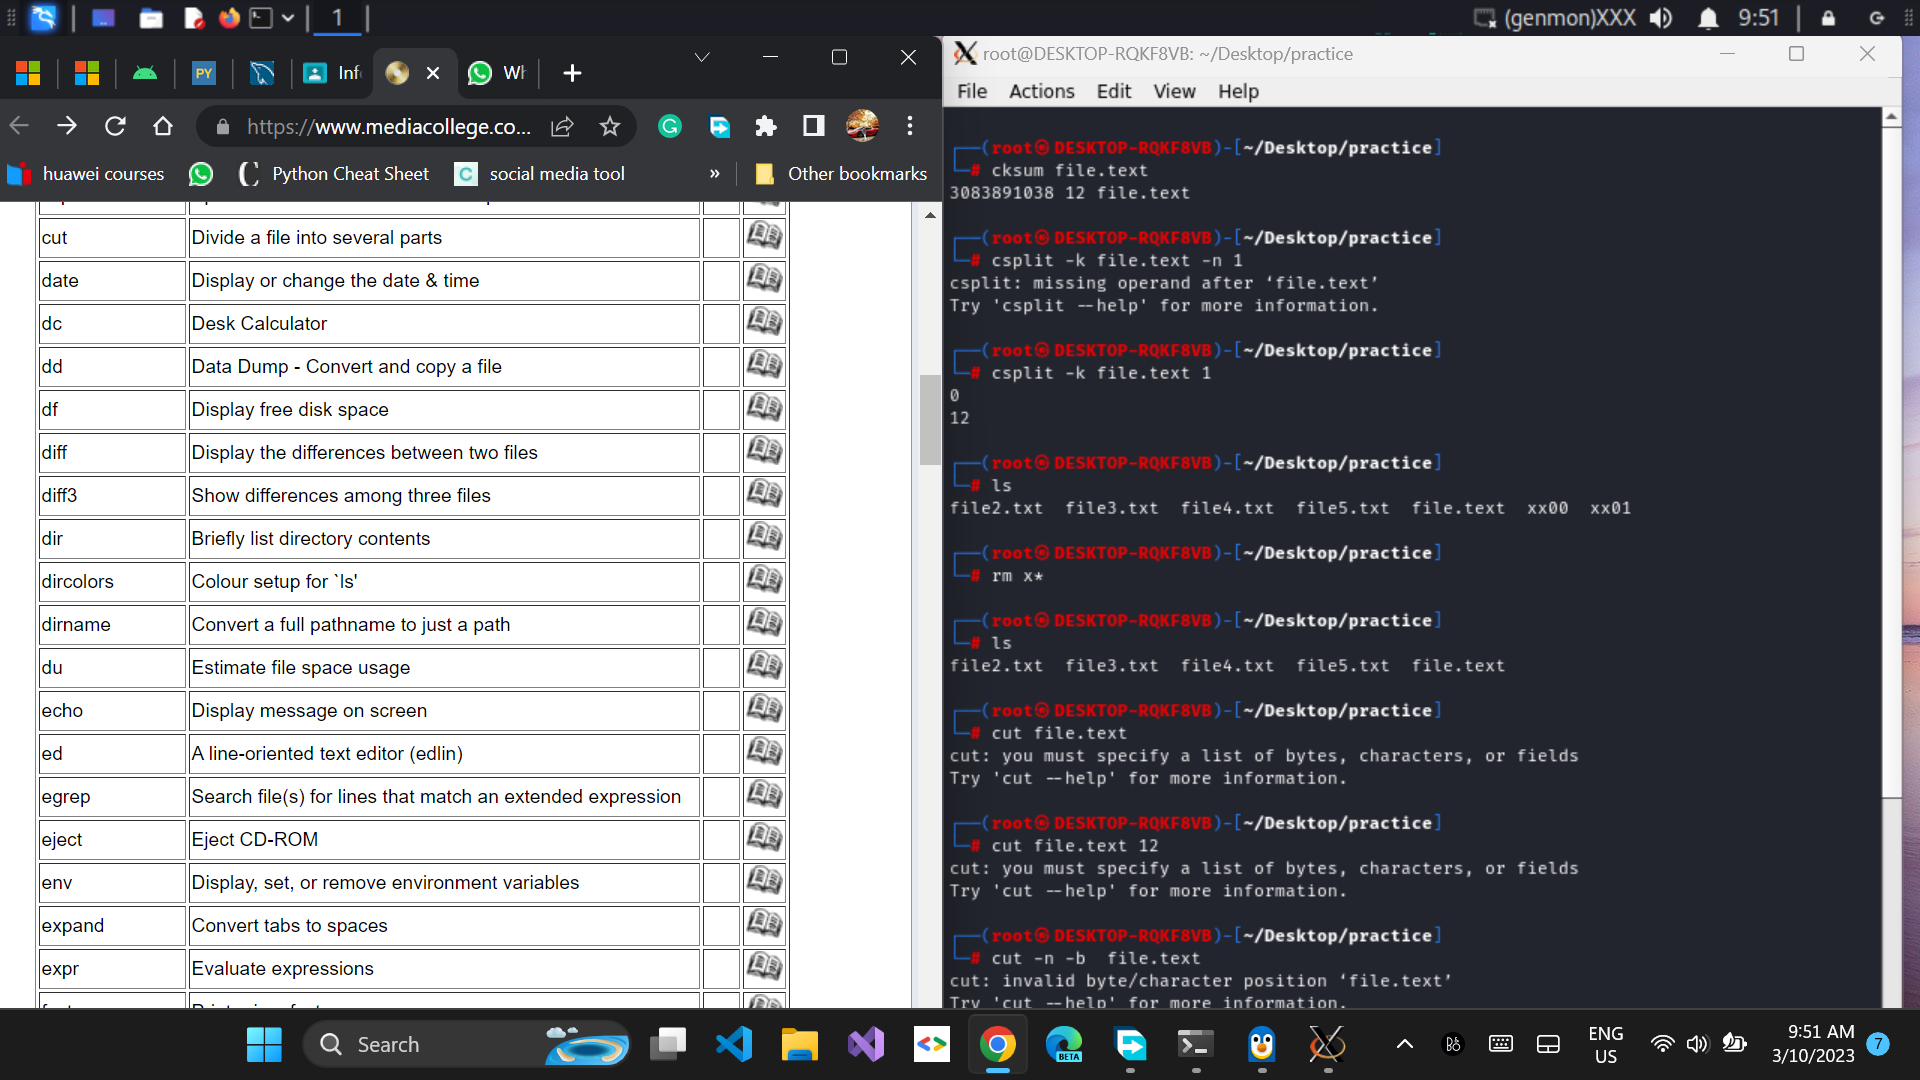 1
(genmon)XXX
9:51
PY
Inf
Wh
root@DESKTOP-RQKF8VB: ~/Desktop/practice
https://www.mediacollege.co...
huawei courses
Python Cheat Sheet
social media tool
»
Other bookmarks
cut Divide a file into several parts
date Display or change the date & time
dc Desk Calculator
dd Data Dump - Convert and copy a file
df Display free disk space
diff Display the differences between two files
diff3 Show differences among three files
dir Briefly list directory contents
dircolors Colour setup for `ls'
dirname Convert a full pathname to just a path
du Estimate file space usage
echo Display message on screen
ed A line-oriented text editor (edlin)
egrep Search file(s) for lines that match an extended expression
eject Eject CD-ROM
env Display, set, or remove environment variables
expand Convert tabs to spaces
expr Evaluate expressions
File Actions Edit View Help
(root㉿DESKTOP-RQKF8VB)-[~/Desktop/practice]
# cksum file.text
3083891038 12 file.text
(root㉿DESKTOP-RQKF8VB)-[~/Desktop/practice]
# csplit -k file.text -n 1
csplit: missing operand after ‘file.text’
Try 'csplit --help' for more information.
(root㉿DESKTOP-RQKF8VB)-[~/Desktop/practice]
# csplit -k file.text 1
0
12
(root㉿DESKTOP-RQKF8VB)-[~/Desktop/practice]
# ls
file2.txt file3.txt file4.txt file5.txt file.text xx00 xx01
(root㉿DESKTOP-RQKF8VB)-[~/Desktop/practice]
# rm x*
(root㉿DESKTOP-RQKF8VB)-[~/Desktop/practice]
# ls
file2.txt file3.txt file4.txt file5.txt file.text
(root㉿DESKTOP-RQKF8VB)-[~/Desktop/practice]
# cut file.text
cut: you must specify a list of bytes, characters, or fields
Try 'cut --help' for more information.
(root㉿DESKTOP-RQKF8VB)-[~/Desktop/practice]
# cut file.text 12
cut: you must specify a list of bytes, characters, or fields
Try 'cut --help' for more information.
(root㉿DESKTOP-RQKF8VB)-[~/Desktop/practice]
# cut -n -b  file.text
cut: invalid byte/character position ‘file.text’
Try 'cut --help' for more information.
Search
BETA
ENG
US
9:51 AM
3/10/2023
7